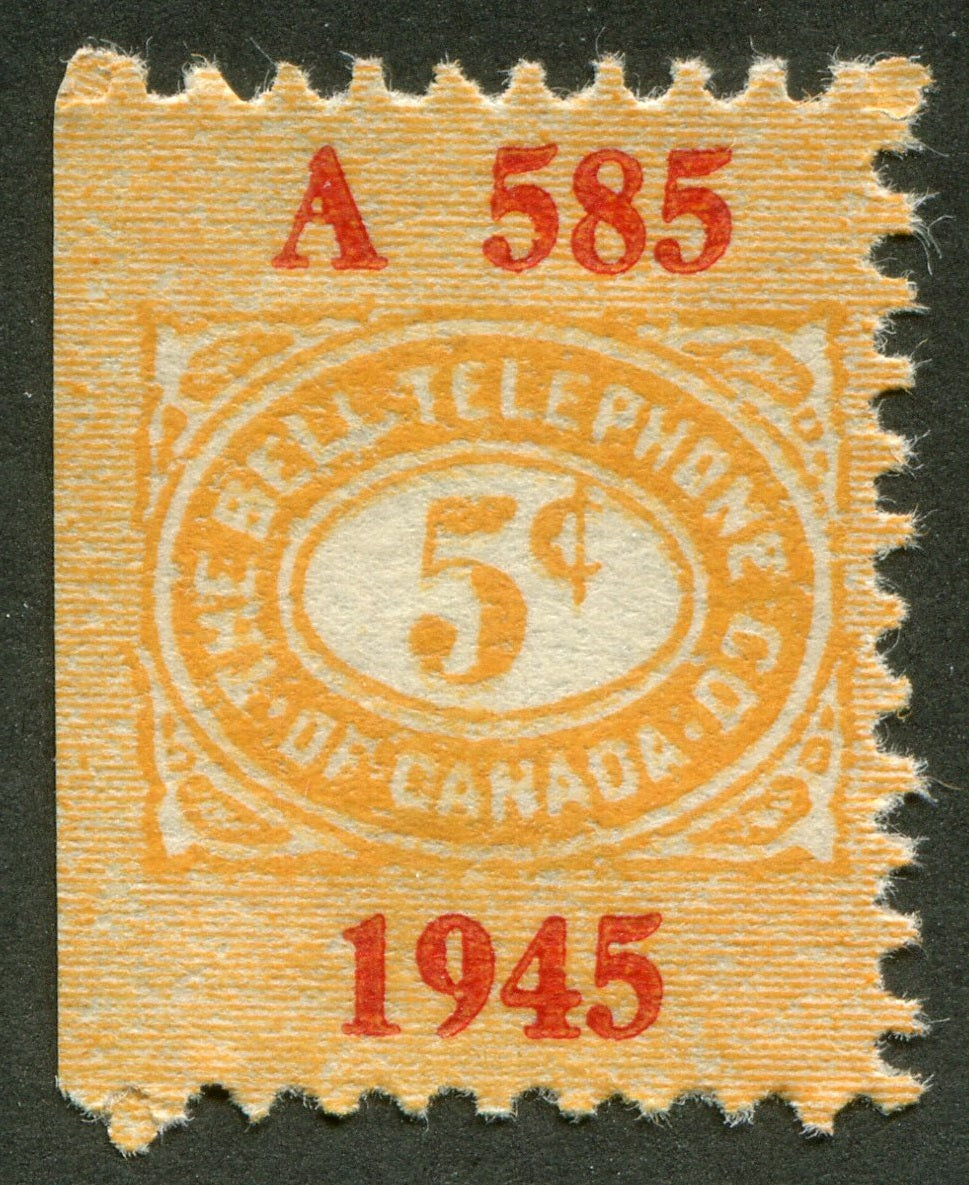 A 585
THE BELL TELEPHONE CO.
OF CANADA.
5¢
1945